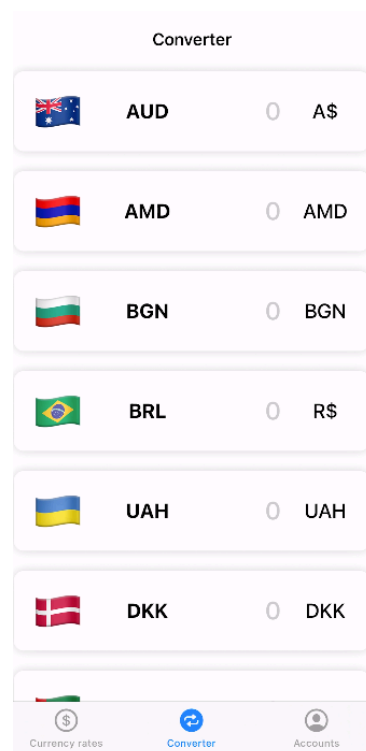 Converter
AUD 0 A$
AMD 0 AMD
BGN 0 BGN
BRL 0 R$
UAH 0 UAH
DKK 0 DKK
$
Currency rates Converter Accounts